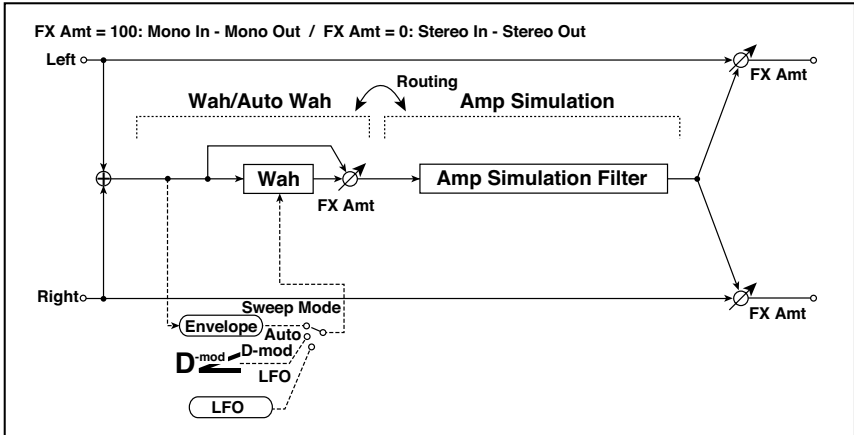 FX Amt = 100: Mono In - Mono Out / FX Amt = 0: Stereo In - Stereo Out
Left
FX Amt
Routing
Wah/Auto Wah
Amp Simulation
Wah
FX Amt
Amp Simulation Filter
Right
FX Amt
Sweep Mode
Envelope
Auto
D-mod
D-mod
LFO
LFO